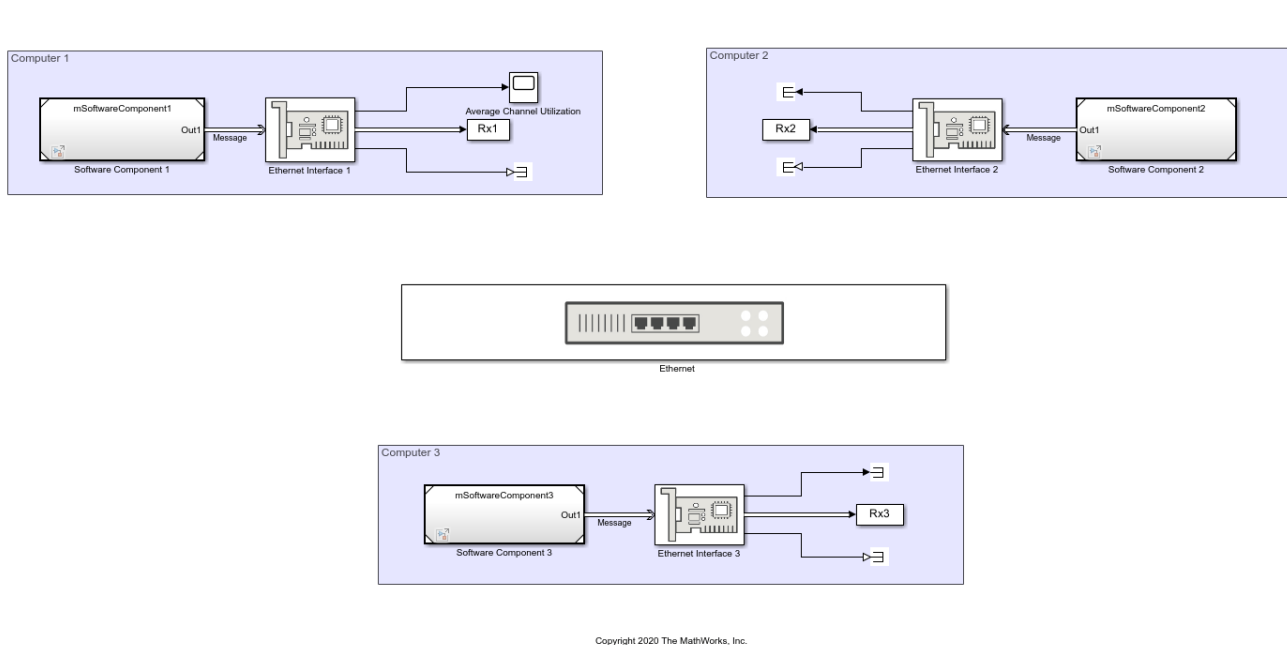 Computer 1
mSoftwareComponent1
Out1
Message
Software Component 1
Ethernet Interface 1
Average Channel Utilization
Rx1
Computer 2
Rx2
Ethernet Interface 2
Message
mSoftwareComponent2
Out1
Software Component 2
Ethernet
Computer 3
mSoftwareComponent3
Out1
Message
Software Component 3
Ethernet Interface 3
Rx3
Copyright 2020 The MathWorks, Inc.